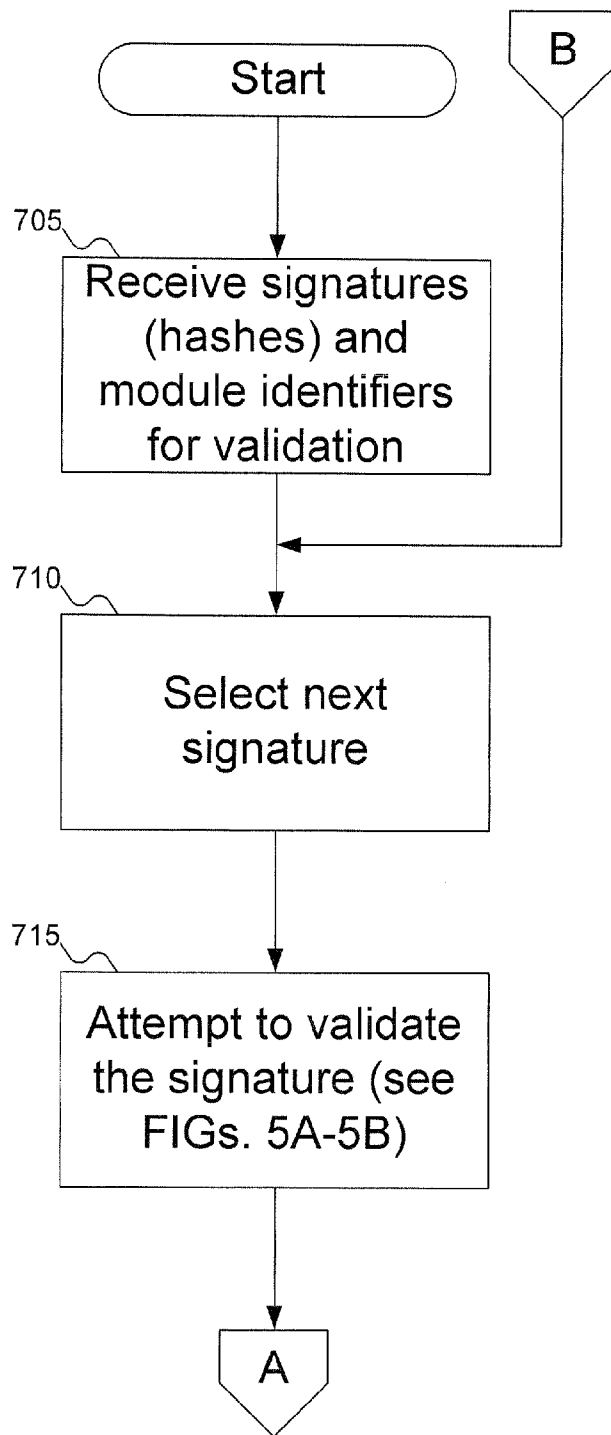 Start
B
705
Receive signatures
(hashes) and
module identifiers
for validation
710
Select next
signature
715
Attempt to validate
the signature (see
FIGs. 5A-5B)
A